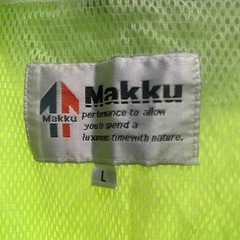 Makku
Makku
performance to allow
you to spend a
luxurious time with nature.
L